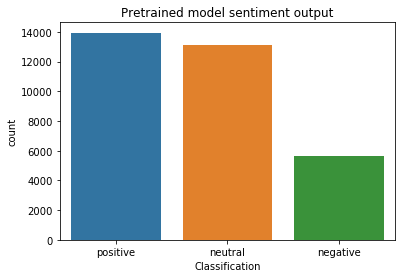 Pretrained model sentiment output
14000
12000
10000
8000
6000
4000
2000
0
count
positive neutral negative
Classification